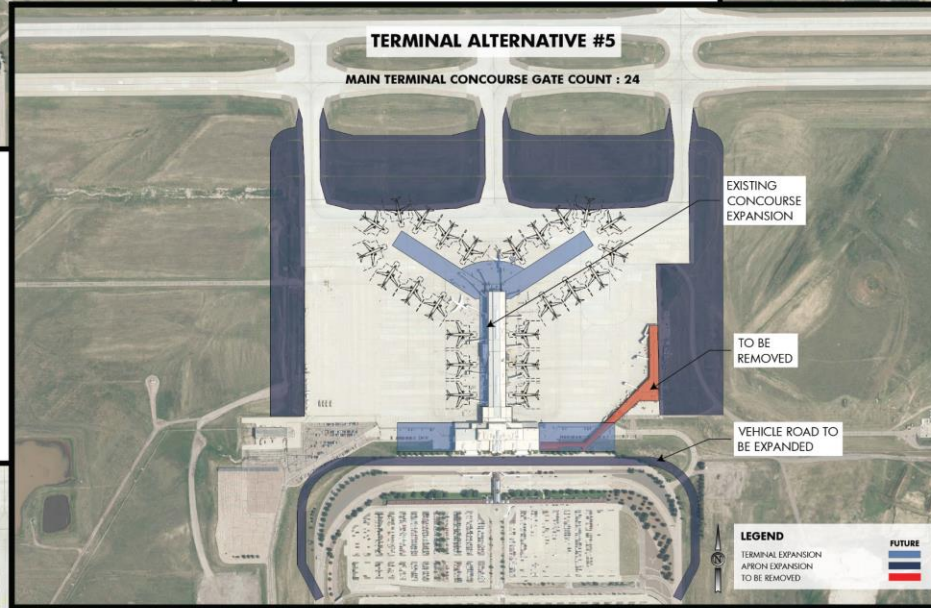 TERMINAL ALTERNATIVE #5
MAIN TERMINAL CONCOURSE GATE COUNT : 24
EXISTING
CONCOURSE
EXPANSION
TO BE
REMOVED
VEHICLE ROAD TO
BE EXPANDED
N
LEGEND
FUTURE
TERMINAL EXPANSION
APRON EXPANSION
TO BE REMOVED